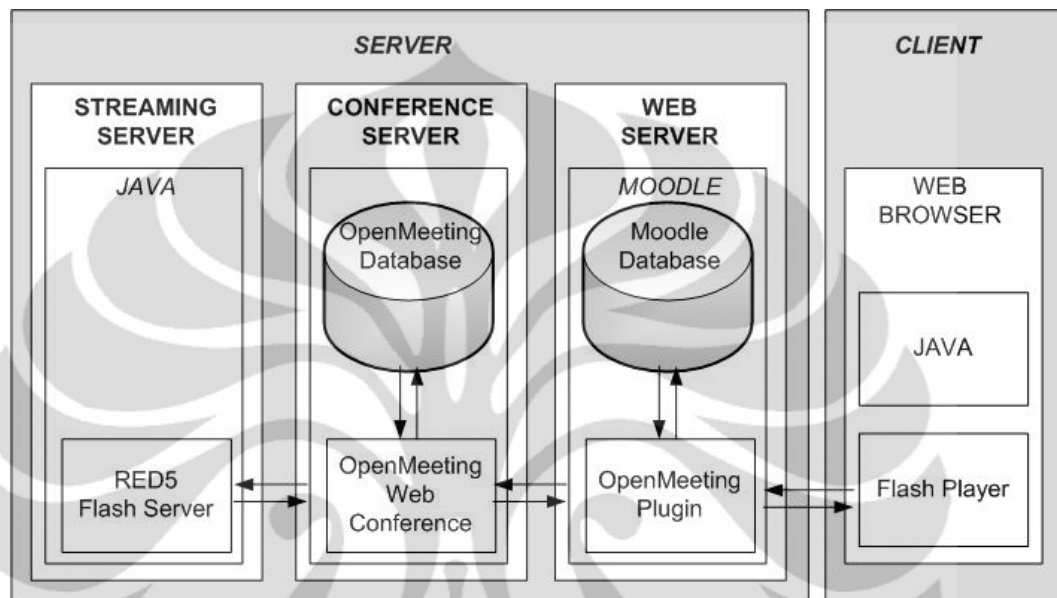 SERVER
STREAMING
SERVER
JAVA
RED5
Flash Server
CONFERENCE
SERVER
OpenMeeting
Database
OpenMeeting
Web
Conference
WEB
SERVER
MOODLE
Moodle
Database
OpenMeeting
Plugin
CLIENT
WEB
BROWSER
JAVA
Flash Player